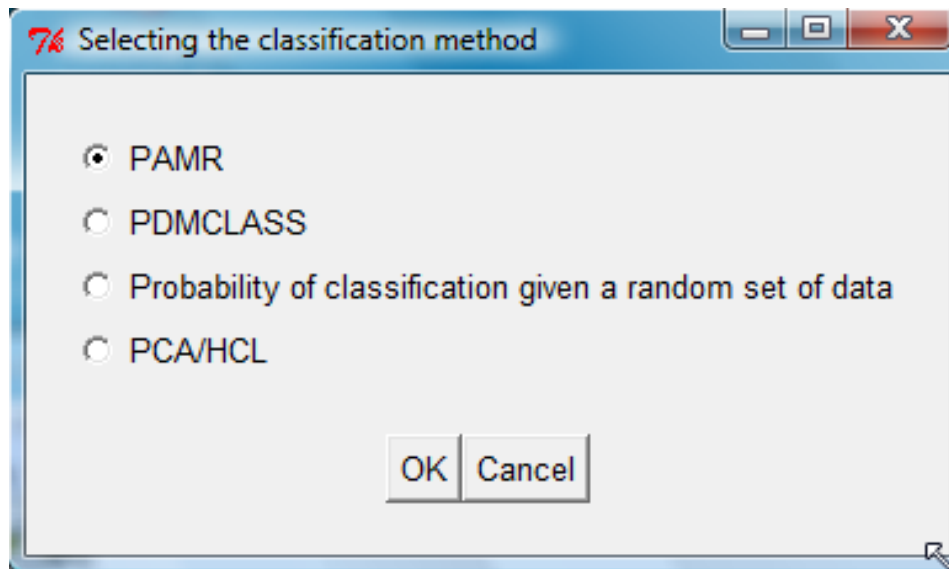 Selecting the classification method
PAMR
PDMCLASS
Probability of classification given a random set of data
PCA/HCL
OK Cancel